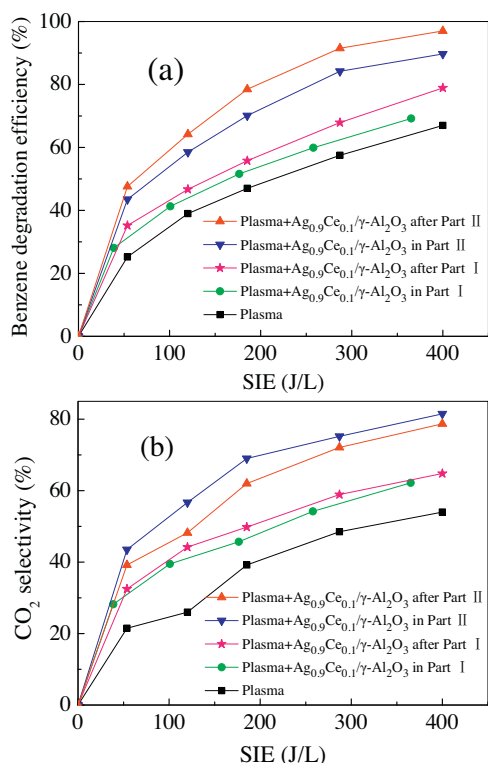 100
80
60
40
20
0
Benzene degradation efficiency (%)
(a)
Plasma+Ag0.9Ce0.1/γ-Al2O3 after Part Ⅱ
Plasma+Ag0.9Ce0.1/γ-Al2O3 in Part Ⅱ
Plasma+Ag0.9Ce0.1/γ-Al2O3 after Part Ⅰ
Plasma+Ag0.9Ce0.1/γ-Al2O3 in Part Ⅰ
Plasma
0 100 200 300 400
SIE (J/L)
80
60
40
20
0
CO2 selectivity (%)
(b)
Plasma+Ag0.9Ce0.1/γ-Al2O3 after Part Ⅱ
Plasma+Ag0.9Ce0.1/γ-Al2O3 in Part Ⅱ
Plasma+Ag0.9Ce0.1/γ-Al2O3 after Part Ⅰ
Plasma+Ag0.9Ce0.1/γ-Al2O3 in Part Ⅰ
Plasma
0 100 200 300 400
SIE (J/L)